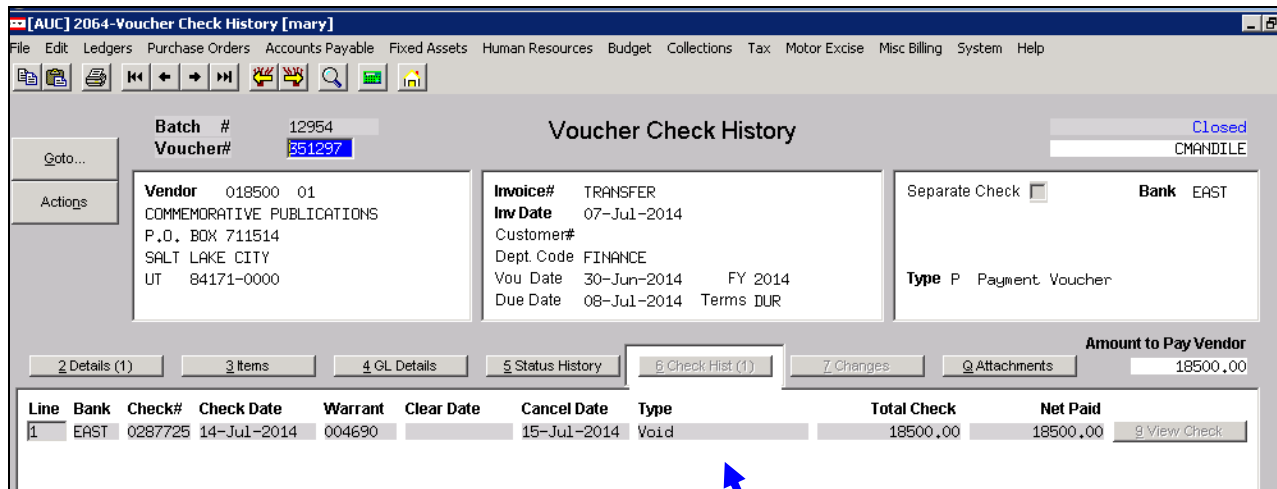 [AUC] 2064-Voucher Check History [mary]
File Edit Ledgers Purchase Orders Accounts Payable Fixed Assets Human Resources Budget Collections Tax Motor Excise Misc Billing System Help
Batch # 12954
Voucher Check History
Closed
Goto...
Voucher# 351297
CMANDILE
Actions
Vendor 018500 01
COMMEMORATIVE PUBLICATIONS
P.O. BOX 711514
SALT LAKE CITY
UT 84171-0000
Invoice# TRANSFER
Inv Date 07-Jul-2014
Customer#
Dept. Code FINANCE
Vou Date 30-Jun-2014 FY 2014
Due Date 08-Jul-2014 Terms DUR
Separate Check Bank EAST
Type P Payment Voucher
Amount to Pay Vendor
2 Details (1) 3 Items 4 GL Details 5 Status History 6 Check Hist (1) 7 Changes Q Attachments 18500.00
Line Bank Check# Check Date Warrant Clear Date Cancel Date Type Total Check Net Paid
1 EAST 0287725 14-Jul-2014 004690 15-Jul-2014 Void 18500.00 18500.00 9 View Check